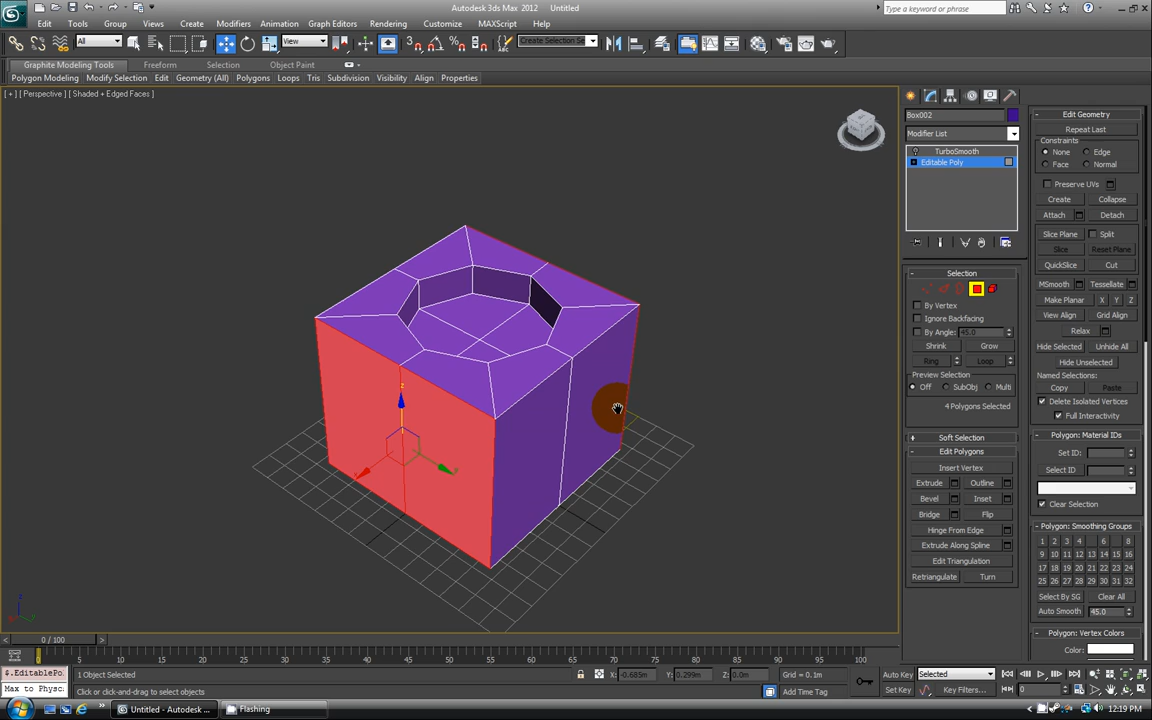 Autodesk 3ds Max 2012    Untitled
Type a keyword or phrase
Edit Tools Group Views Create Modifiers Animation Graph Editors Rendering Customize MAXScript Help
All View Create Selection Se
Graphite Modeling Tools Freeform Selection Object Paint
Polygon Modeling Modify Selection Edit Geometry (All) Polygons Loops Tris Subdivision Visibility Align Properties
[ + ] [ Perspective ] [ Shaded + Edged Faces ]
Box002
Modifier List
TurboSmooth
Editable Poly
Selection
By Vertex
Ignore Backfacing
By Angle: 45.0
Shrink Grow
Ring Loop
Preview Selection
Off SubObj Multi
4 Polygons Selected
Soft Selection
Edit Polygons
Insert Vertex
Extrude Outline
Bevel Inset
Bridge Flip
Hinge From Edge
Extrude Along Spline
Edit Triangulation
Retriangulate Turn
Edit Geometry
Repeat Last
Constraints
None Edge
Face Normal
Preserve UVs
Create Collapse
Attach Detach
Slice Plane Split
Slice Reset Plane
QuickSlice Cut
MSmooth Tessellate
Make Planar X Y Z
View Align Grid Align
Relax
Hide Selected Unhide All
Hide Unselected
Named Selections:
Copy Paste
Delete Isolated Vertices
Full Interactivity
Polygon: Material IDs
Set ID:
Select ID
Clear Selection
Polygon: Smoothing Groups
1 2 3 4 6 8
9 10 11 12 13 14 15 16
17 18 19 20 21 22 23 24
25 26 27 28 29 30 31 32
Select By SG Clear All
Auto Smooth 45.0
Polygon: Vertex Colors
Color:
0 / 100
0 5 10 15 20 25 30 35 40 45 50 55 60 65 70 75 80 85 90 95 100
$.EditablePo
Max to Physc
1 Object Selected
Click or click-and-drag to select objects
X: -0.685m Y: 0.299m Z: 0.0m Grid = 0.1m
Add Time Tag
Auto Key Selected
Set Key Key Filters... 0
Untitled - Autodesk ... Flashing 12:19 PM